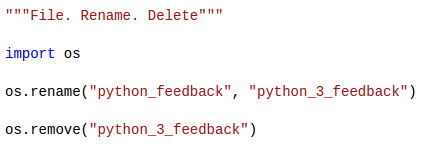 """File. Rename. Delete"""
import os
os.rename("python_feedback", "python_3_feedback")
os.remove("python_3_feedback")